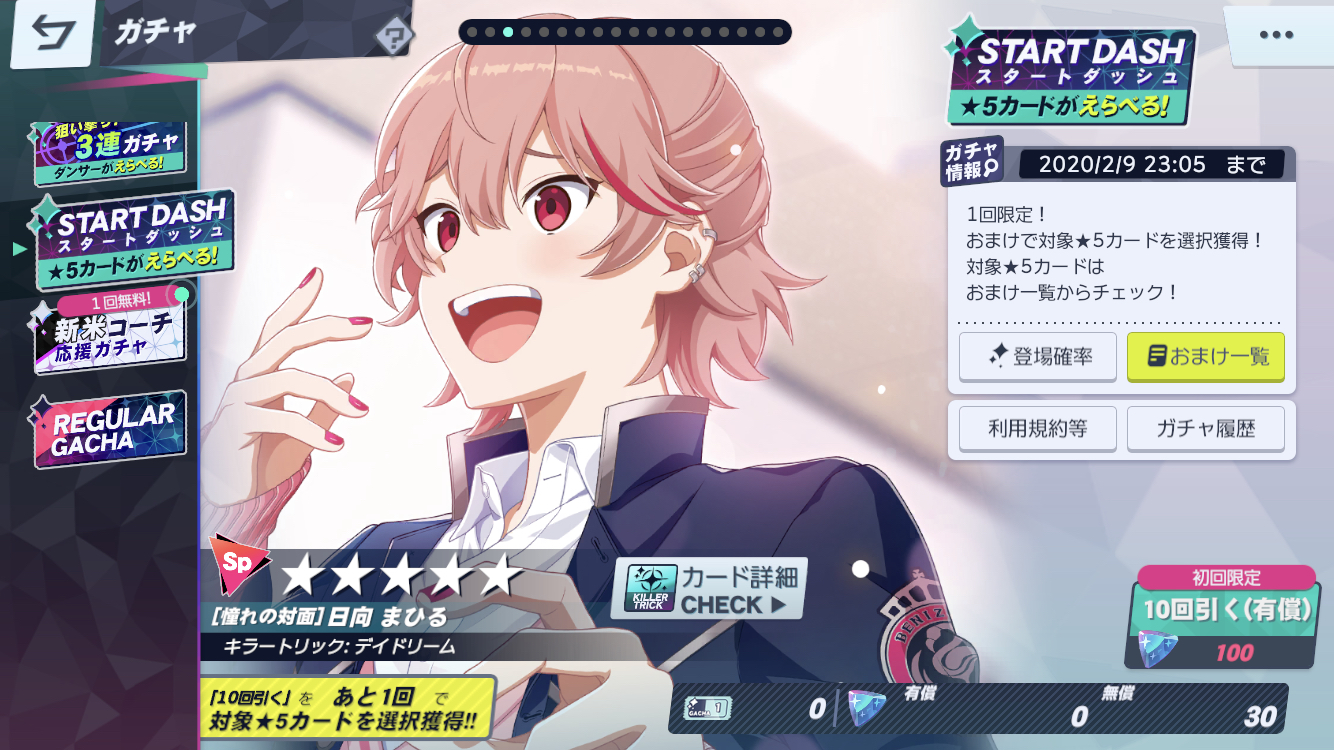 ガチャ
?
狙い撃ち!
3連ガチャ
ダンサーがえらべる!
START DASH
スタートダッシュ
★5カードがえらべる!
1回無料!
新米コーチ
応援ガチャ
REGULAR
GACHA
START DASH
スタートダッシュ
★5カードがえらべる!
ガチャ
情報
2020/2/9 23:05 まで
1回限定!
おまけで対象★5カードを選択獲得!
対象★5カードは
おまけ一覧からチェック!
登場確率
おまけ一覧
利用規約等
ガチャ履歴
Sp
★★★★★
[憧れの対面]日向 まひる
キラートリック: デイドリーム
KILLER
TRICK
カード詳細
CHECK ▶
BENIZ
初回限定
10回引く(有償)
100
「10回引く」を あと1回 で
対象★5カードを選択獲得!!
GACHA 1
0
有償
0
無償
30